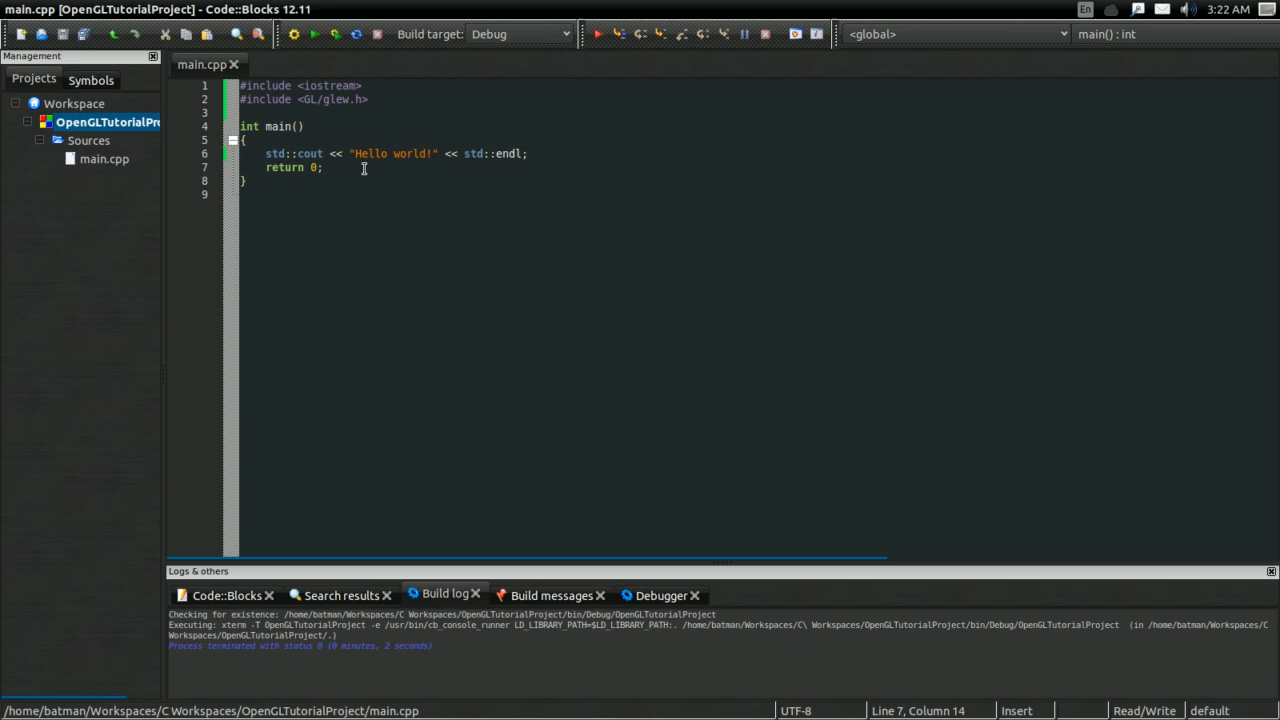 main.cpp [OpenGLTutorialProject] - Code::Blocks 12.11
En
3:22 AM
Build target: Debug
<global>
main() : int
Management
main.cpp
Projects
Symbols
Workspace
OpenGLTutorialPr
Sources
main.cpp
1 #include <iostream>
2 #include <GL/glew.h>
3
4 int main()
5 {
6 std::cout << "Hello world!" << std::endl;
7 return 0;
8 }
9
Logs & others
Code::Blocks
Search results
Build log
Build messages
Debugger
Checking for existence: /home/batman/Workspaces/C Workspaces/OpenGLTutorialProject/bin/Debug/OpenGLTutorialProject
Executing: xterm -T OpenGLTutorialProject -e /usr/bin/cb_console_runner LD_LIBRARY_PATH=$LD_LIBRARY_PATH:. /home/batman/Workspaces/C\ Workspaces/OpenGLTutorialProject/bin/Debug/OpenGLTutorialProject (in /home/batman/Workspaces/C
Workspaces/OpenGLTutorialProject/.)
Process terminated with status 0 (0 minutes, 2 seconds)
/home/batman/Workspaces/C Workspaces/OpenGLTutorialProject/main.cpp
UTF-8
Line 7, Column 14
Insert
Read/Write
default